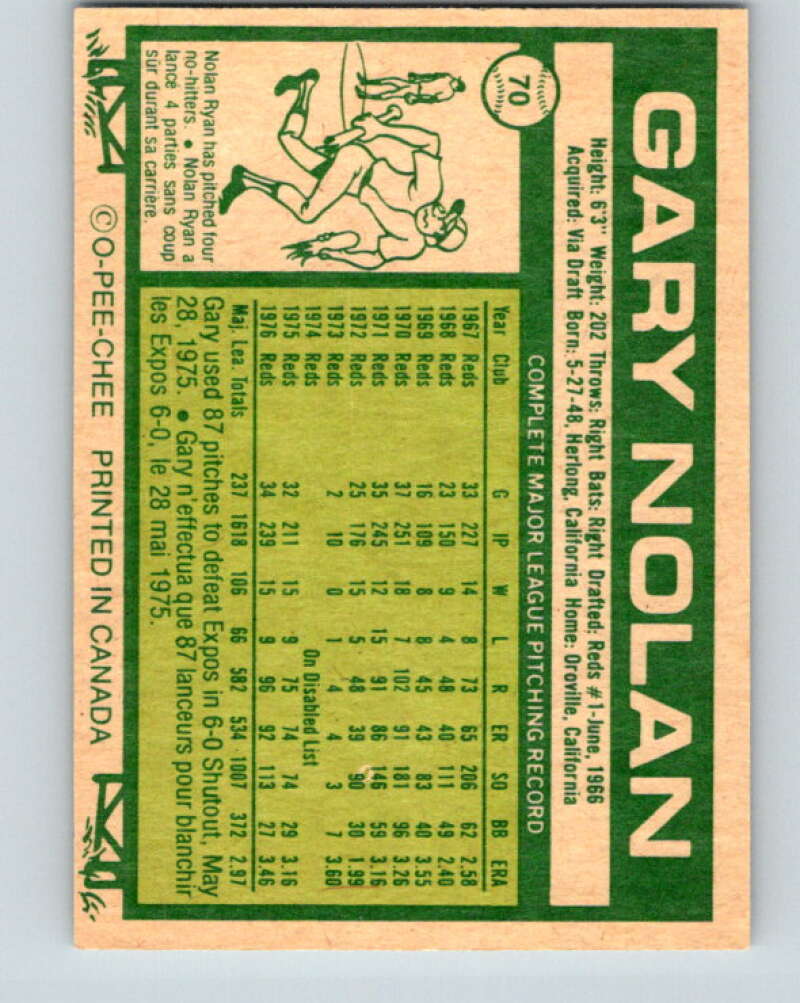 GARY NOLAN
70
Height: 6'3" Weight: 202 Throws: Right Bats: Right Drafted: Reds #1-June, 1966
Acquired: Via Draft Born: 5-27-48, Herlong, California Home: Oroville, California
COMPLETE MAJOR LEAGUE PITCHING RECORD
Year Club G IP W L R ER SO BB ERA
1967 Reds 33 227 14 8 73 65 206 62 2.58
1968 Reds 23 150 9 4 48 40 111 49 2.40
1969 Reds 16 109 8 8 45 43 83 40 3.55
1970 Reds 37 251 18 7 102 91 181 96 3.26
1971 Reds 35 245 12 15 91 86 146 59 3.16
1972 Reds 25 176 15 5 48 39 90 30 1.99
1973 Reds 2 10 0 1 4 4 3 7 3.60
1974 Reds On Disabled List
1975 Reds 32 211 15 9 75 74 74 29 3.16
1976 Reds 34 239 15 9 96 92 113 27 3.46
Maj. Lea. Totals 237 1618 106 66 582 534 1007 372 2.97
Gary used 87 pitches to defeat Expos in 6-0 Shutout, May
28, 1975. • Gary n'effectua que 87 lanceurs pour blanchir
les Expos 6-0, le 28 mai 1975.
Nolan Ryan has pitched four
no-hitters. • Nolan Ryan a
lancé 4 parties sans coup
sûr durant sa carrière.
© O-PEE-CHEE PRINTED IN CANADA